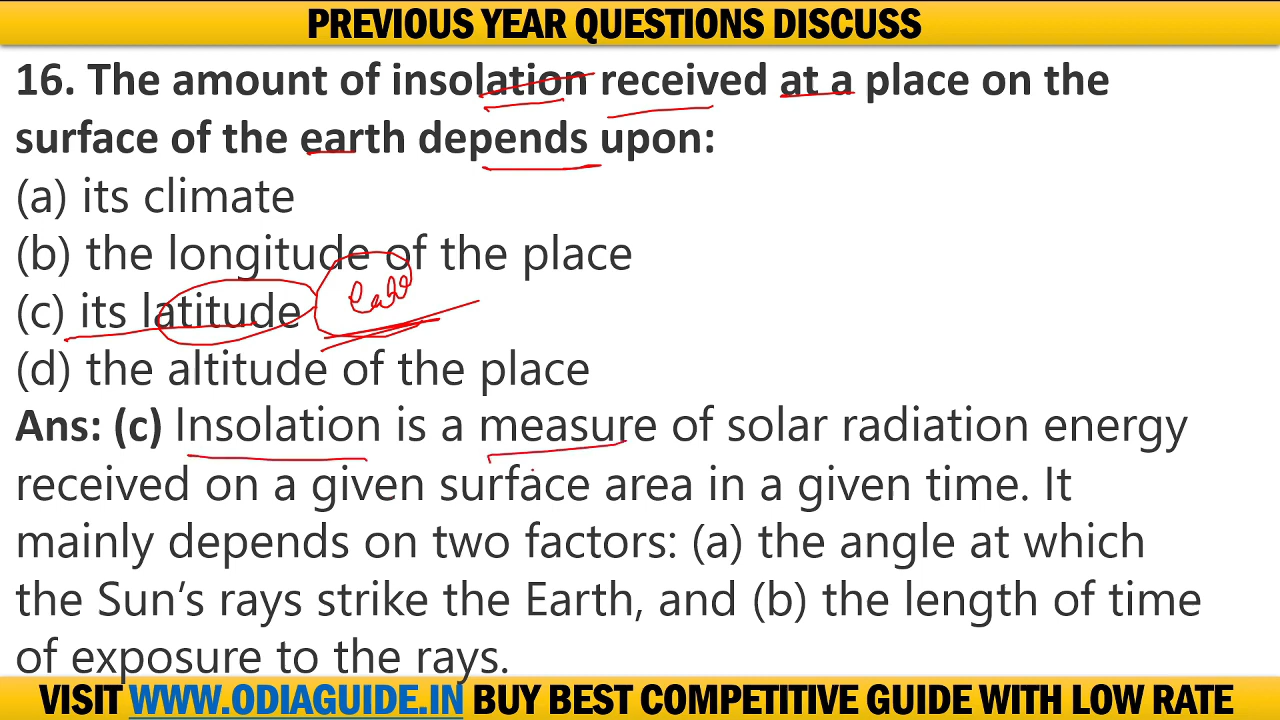 PREVIOUS YEAR QUESTIONS DISCUSS
16. The amount of insolation received at a place on the
surface of the earth depends upon:
(a) its climate
(b) the longitude of the place
(c) its latitude
(d) the altitude of the place
Ans: (c) Insolation is a measure of solar radiation energy
received on a given surface area in a given time. It
mainly depends on two factors: (a) the angle at which
the Sun’s rays strike the Earth, and (b) the length of time
of exposure to the rays.
VISIT WWW.ODIAGUIDE.IN BUY BEST COMPETITIVE GUIDE WITH LOW RATE